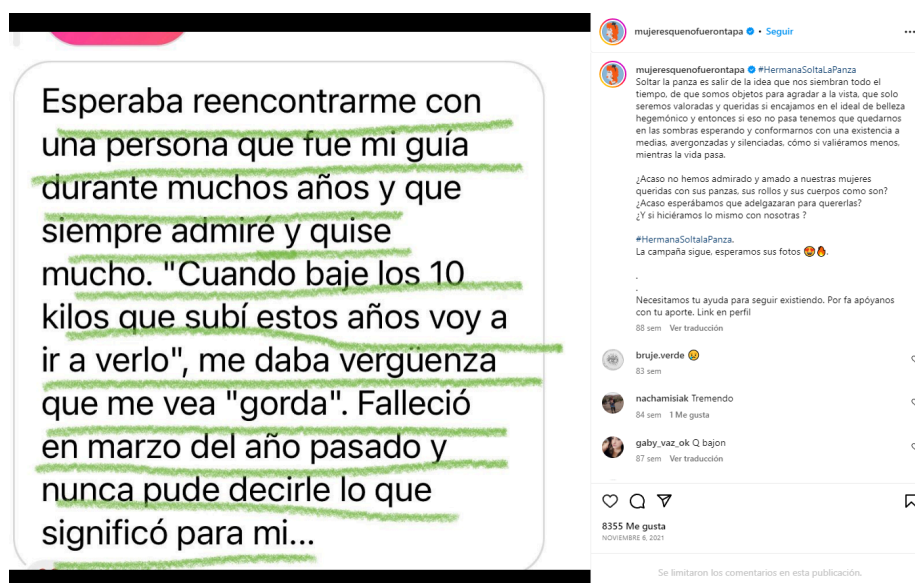 Esperaba reencontrarme con
una persona que fue mi guía
durante muchos años y que
siempre admiré y quise
mucho. "Cuando baje los 10
kilos que subí estos años voy a
ir a verlo", me daba vergüenza
que me vea "gorda". Falleció
en marzo del año pasado y
nunca pude decirle lo que
significó para mi...
mujeresquenofuerontapa • Seguir
mujeresquenofuerontapa #HermanaSoltaLaPanza
Soltar la panza es salir de la idea que nos siembran todo el
tiempo, de que somos objetos para agradar a la vista, que solo
seremos valoradas y queridas si encajamos en el ideal de belleza
hegemónico y entonces si eso no pasa tenemos que quedarnos
en las sombras esperando y conformarnos con una existencia a
medias, avergonzadas y silenciadas, cómo si valiéramos menos,
mientras la vida pasa.
¿Acaso no hemos admirado y amado a nuestras mujeres
queridas con sus panzas, sus rollos y sus cuerpos como son?
¿Acaso esperábamos que adelgazaran para quererlas?
¿Y si hiciéramos lo mismo con nosotras ?
#HermanaSoltalaPanza.
La campaña sigue, esperamos sus fotos 😍🔥.
.
.
Necesitamos tu ayuda para seguir existiendo. Por fa apóyanos
con tu aporte. Link en perfil
88 sem Ver traducción
bruje.verde 😥
83 sem
nachamisiak Tremendo
84 sem 1 Me gusta
gaby_vaz_ok Q bajon
87 sem Ver traducción
8355 Me gusta
NOVIEMBRE 6, 2021
Se limitaron los comentarios en esta publicación.